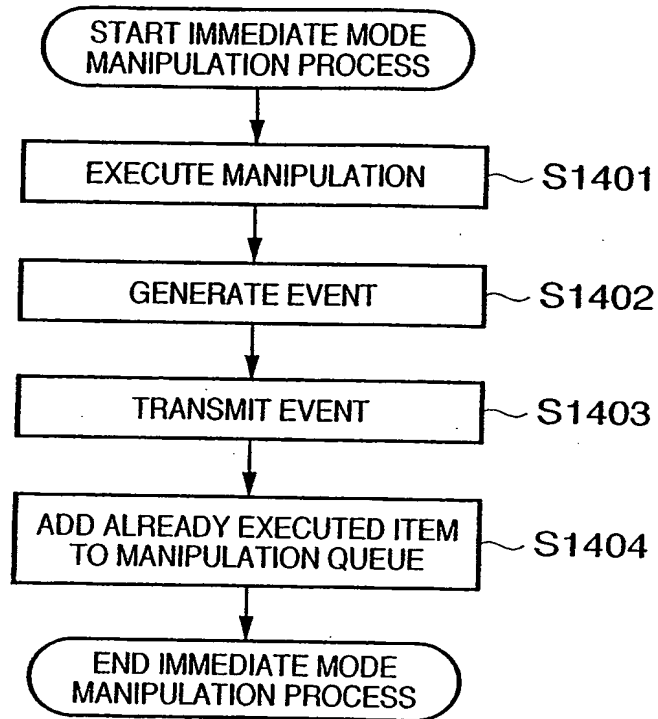 START IMMEDIATE MODE
MANIPULATION PROCESS
EXECUTE MANIPULATION
S1401
GENERATE EVENT
S1402
TRANSMIT EVENT
S1403
ADD ALREADY EXECUTED ITEM
TO MANIPULATION QUEUE
S1404
END IMMEDIATE MODE
MANIPULATION PROCESS